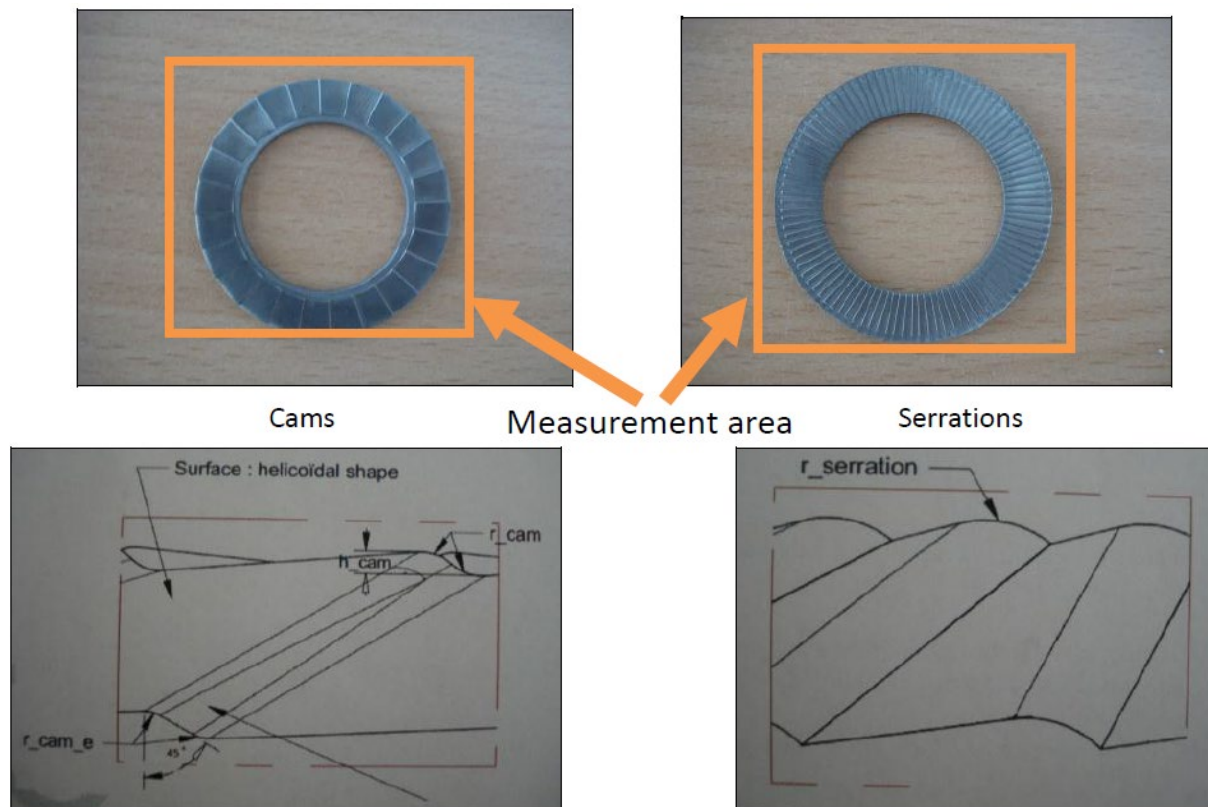 Cams
Measurement area
Serrations
Surface : helicoïdal shape
r_cam
h_cam
r_cam_e
45°
r_serration